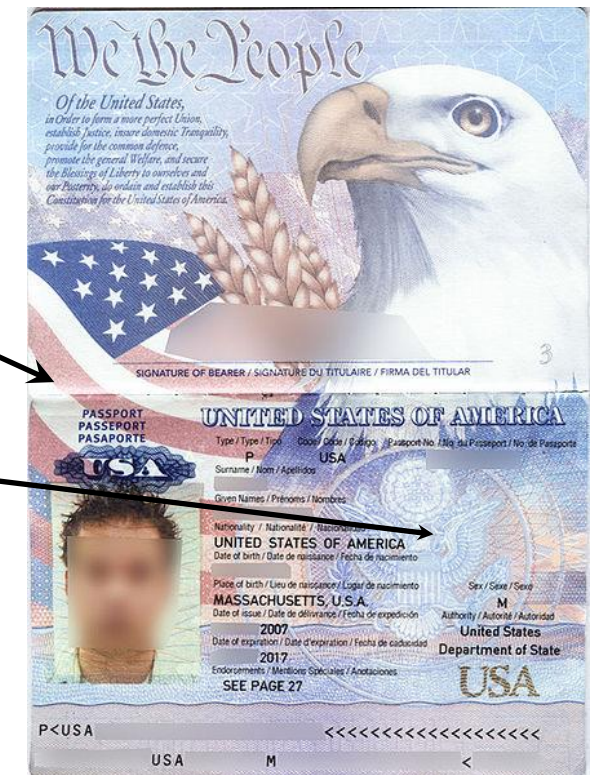 We the People
Of the United States,
in Order to form a more perfect Union,
establish Justice, insure domestic Tranquility,
provide for the common defence,
promote the general Welfare, and secure
the Blessings of Liberty to ourselves and
our Posterity, do ordain and establish this
Constitution for the United States of America.
3
SIGNATURE OF BEARER / SIGNATURE DU TITULAIRE / FIRMA DEL TITULAR
PASSPORT
PASSEPORT
PASAPORTE
USA
UNITED STATES OF AMERICA
Type / Type / Tipo Code / Code / Código Passport No. / No. du Passeport / No. de Pasaporte
P USA
Surname / Nom / Apellidos
Given Names / Prénoms / Nombres
Nationality / Nationalité / Nacionalidad
UNITED STATES OF AMERICA
Date of birth / Date de naissance / Fecha de nacimiento
Place of birth / Lieu de naissance / Lugar de nacimiento Sex / Sexe / Sexo
MASSACHUSETTS, U.S.A. M
Date of issue / Date de délivrance / Fecha de expedición Authority / Autorité / Autoridad
2007 United States
Date of expiration / Date d'expiration / Fecha de caducidad Department of State
2017
Endorsements / Mentions Spéciales / Anotaciones
SEE PAGE 27 USA
P<USA <<<<<<<<<<<<<<<<<<<
USA M <